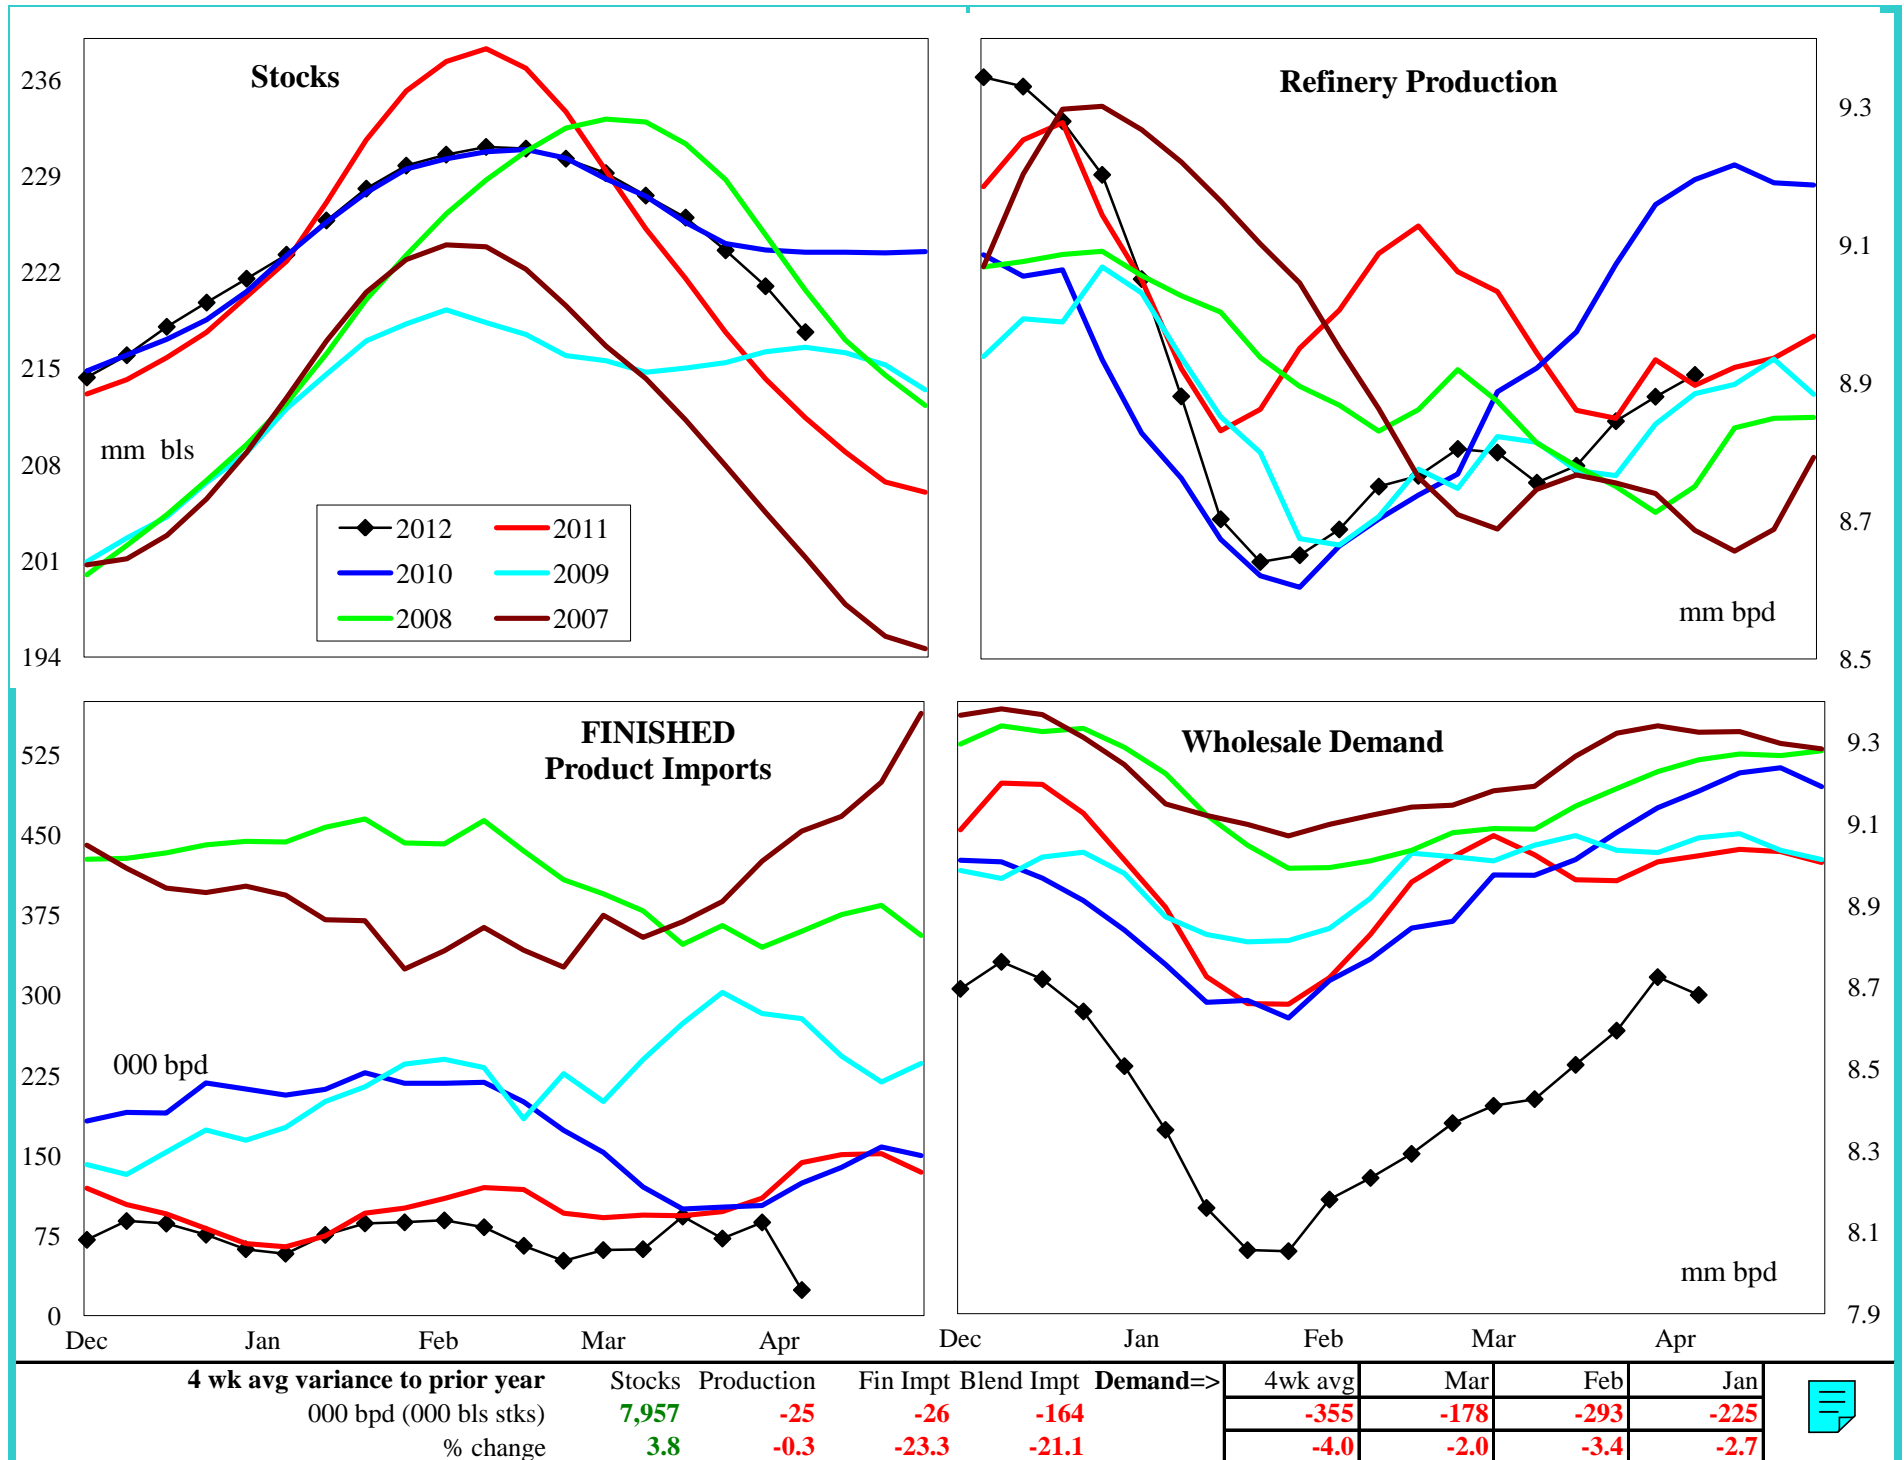 Stocks
236
229
222
215
208
201
194
mm bls
2012 2011
2010 2009
2008 2007
Refinery Production
9.3
9.1
8.9
8.7
8.5
mm bpd
FINISHED
Product Imports
525
450
375
300
225
150
75
0
000 bpd
Dec Jan Feb Mar Apr
Wholesale Demand
9.3
9.1
8.9
8.7
8.5
8.3
8.1
7.9
mm bpd
Dec Jan Feb Mar Apr
4 wk avg variance to prior year Stocks Production Fin Impt Blend Impt Demand=> 4wk avg Mar Feb Jan
000 bpd (000 bls stks) 7,957 -25 -26 -164 -355 -178 -293 -225
% change 3.8 -0.3 -23.3 -21.1 -4.0 -2.0 -3.4 -2.7